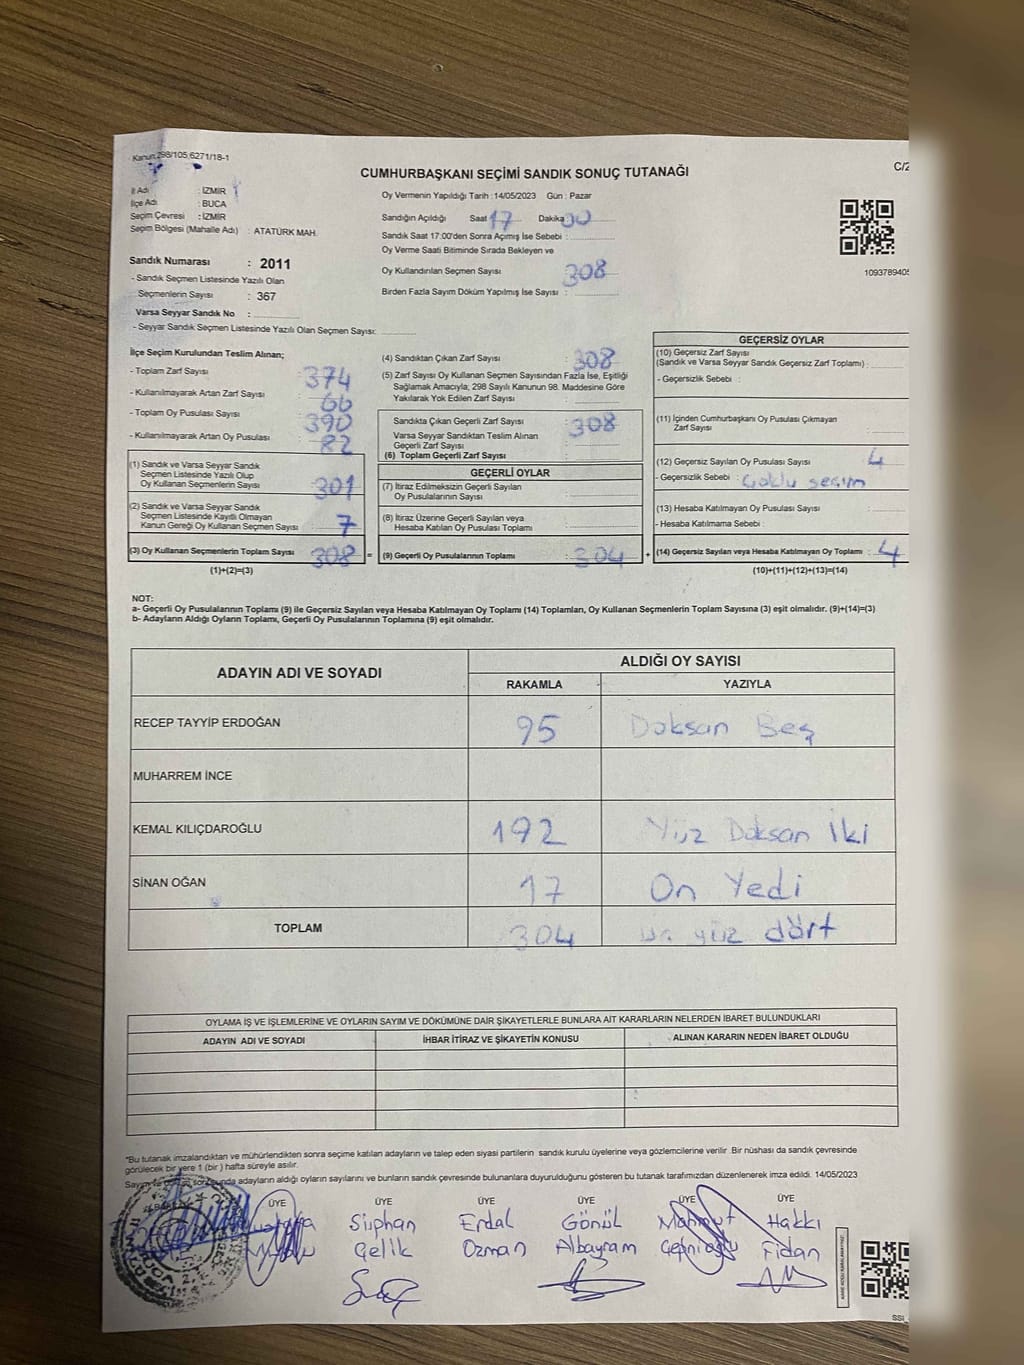 Kanun:298/105,6271/18-1
CUMHURBAŞKANI SEÇİMİ SANDIK SONUÇ TUTANAĞI
C/2
İl Adı : İZMİR
İlçe Adı : BUCA
Seçim Çevresi : İZMİR
Seçim Bölgesi (Mahalle Adı) : ATATÜRK MAH.
Sandık Numarası : 2011
- Sandık Seçmen Listesinde Yazılı Olan
Seçmenlerin Sayısı : 367
Varsa Seyyar Sandık No :
- Seyyar Sandık Seçmen Listesinde Yazılı Olan Seçmen Sayısı:
Oy Vermenin Yapıldığı Tarih : 14/05/2023 Gün : Pazar
Sandığın Açıldığı Saat 17 Dakika 00
Sandık Saat 17:00'den Sonra Açımış İse Sebebi :
Oy Verme Saati Bitiminde Sırada Bekleyen ve
Oy Kullandırılan Seçmen Sayısı : 308
Birden Fazla Sayım Döküm Yapılmış İse Sayısı :
1093789405
İlçe Seçim Kurulundan Teslim Alınan;
- Toplam Zarf Sayısı : 374
- Kullanılmayarak Artan Zarf Sayısı : 66
- Toplam Oy Pusulası Sayısı : 390
- Kullanılmayarak Artan Oy Pusulası : 82
(1) Sandık ve Varsa Seyyar Sandık
Seçmen Listesinde Yazılı Olup
Oy Kullanan Seçmenlerin Sayısı : 301
(2) Sandık ve Varsa Seyyar Sandık
Seçmen Listesinde Kayıtlı Olmayan
Kanun Gereği Oy Kullanan Seçmen Sayısı : 7
(3) Oy Kullanan Seçmenlerin Toplam Sayısı : 308 =
(1)+(2)=(3)
(4) Sandıktan Çıkan Zarf Sayısı : 308
(5) Zarf Sayısı Oy Kullanan Seçmen Sayısından Fazla İse, Eşitliği
Sağlamak Amacıyla, 298 Sayılı Kanunun 98. Maddesine Göre
Yakılarak Yok Edilen Zarf Sayısı :
Sandıkta Çıkan Geçerli Zarf Sayısı : 308
Varsa Seyyar Sandıktan Teslim Alınan
Geçerli Zarf Sayısı :
(6) Toplam Geçerli Zarf Sayısı :
GEÇERLİ OYLAR
(7) İtiraz Edilmeksizin Geçerli Sayılan
Oy Pusulalarının Sayısı :
(8) İtiraz Üzerine Geçerli Sayılan veya
Hesaba Katılan Oy Pusulası Toplamı :
(9) Geçerli Oy Pusulalarının Toplamı : 304 +
GEÇERSİZ OYLAR
(10) Geçersiz Zarf Sayısı
(Sandık ve Varsa Seyyar Sandık Geçersiz Zarf Toplamı) :
- Geçersizlik Sebebi :
(11) İçinden Cumhurbaşkanı Oy Pusulası Çıkmayan
Zarf Sayısı :
(12) Geçersiz Sayılan Oy Pusulası Sayısı : 4
- Geçersizlik Sebebi : Çoklu seçim
(13) Hesaba Katılmayan Oy Pusulası Sayısı :
- Hesaba Katılmama Sebebi :
(14) Geçersiz Sayılan veya Hesaba Katılmayan Oy Toplamı : 4
(10)+(11)+(12)+(13)=(14)
NOT:
a- Geçerli Oy Pusulalarının Toplamı (9) ile Geçersiz Sayılan veya Hesaba Katılmayan Oy Toplamı (14) Toplamları, Oy Kullanan Seçmenlerin Toplam Sayısına (3) eşit olmalıdır. (9)+(14)=(3)
b- Adayların Aldığı Oyların Toplamı, Geçerli Oy Pusulalarının Toplamına (9) eşit olmalıdır.
ADAYIN ADI VE SOYADI ALDIĞI OY SAYISI
RAKAMLA YAZIYLA
RECEP TAYYİP ERDOĞAN 95 Doksan Beş
MUHARREM İNCE
KEMAL KILIÇDAROĞLU 192 Yüz Doksan İki
SİNAN OĞAN 17 On Yedi
TOPLAM 304 yüz dört
OYLAMA İŞ VE İŞLEMLERİNE VE OYLARIN SAYIM VE DÖKÜMÜNE DAİR ŞİKAYETLERLE BUNLARA AİT KARARLARIN NELERDEN İBARET BULUNDUKLARI
ADAYIN ADI VE SOYADI İHBAR İTİRAZ VE ŞİKAYETİN KONUSU ALINAN KARARIN NEDEN İBARET OLDUĞU
*Bu tutanak imzalandıktan ve mühürlendikten sonra seçime katılan adayların ve talep eden siyasi partilerin sandık kurulu üyelerine veya gözlemcilerine verilir. Bir nüshası da sandık çevresinde
görülecek bir yere 1 (bir) hafta süreyle asılır.
adayların aldığı oyların sayılarını ve bunların sandık çevresinde bulunanlara duyurulduğunu gösteren bu tutanak tarafımızdan düzenlenerek imza edildi. 14/05/2023
ÜYE ÜYE ÜYE ÜYE ÜYE ÜYE
Süphan Erdal Gönül Mahmut Hakkı
Çelik Özman Albayram Fidan